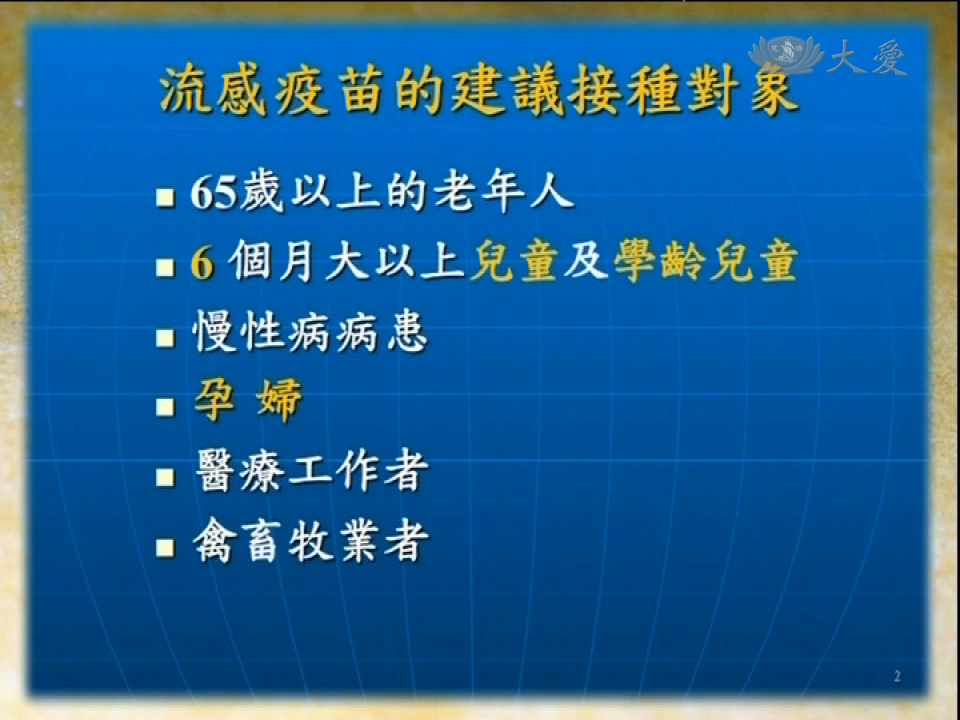 大愛
流感疫苗的建議接種對象
65歲以上的老年人
6 個月大以上兒童及學齡兒童
慢性病病患
孕 婦
醫療工作者
禽畜牧業者
2